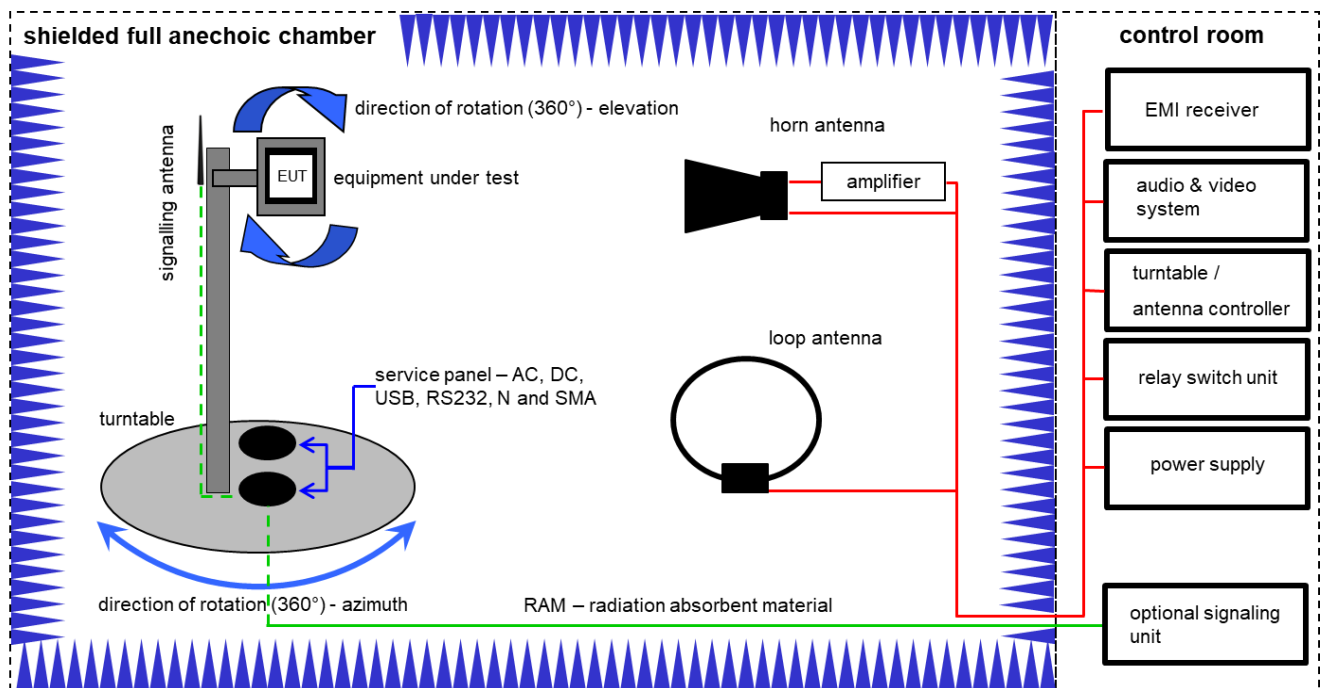 shielded full anechoic chamber
control room
direction of rotation (360°) - elevation
signalling antenna
EUT
equipment under test
horn antenna
amplifier
loop antenna
service panel – AC, DC,
USB, RS232, N and SMA
turntable
direction of rotation (360°) - azimuth
RAM – radiation absorbent material
EMI receiver
audio & video
system
turntable /
antenna controller
relay switch unit
power supply
optional signaling
unit